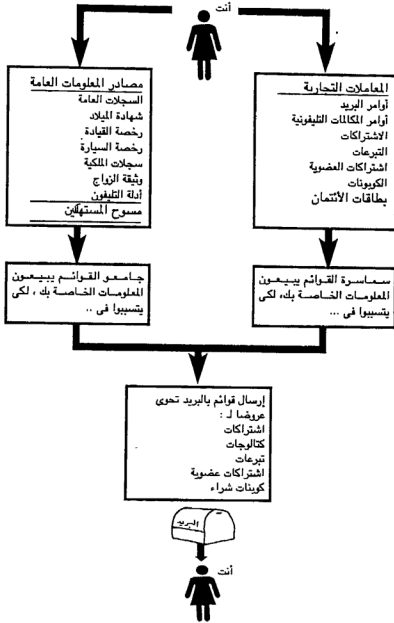 أنت
المعاملات التجارية
أوامر البريد
أوامر المكالمات التليفونية
الاشتراكات
التبرعات
اشتراكات العضوية
الكوبونات
بطاقات الأئتمان
مصادر المعلومات العامة
السجلات العامة
شهادة الميلاد
رخصة القيادة
رخصة السيارة
سجلات الملكية
وثيقة الزواج
أدلة التليفون
مسوح المستهلكين
سماسرة القوائم يبيعون
المعلومات الخاصة بك، لكى
يتسببوا فى ...
جامعو القوائم يبيعون
المعلومات الخاصة بك ، لكى
يتسببوا فى ..
إرسال قوائم بالبريد تحوى
عروضا لـ :
اشتراكات
كتالوجات
تبرعات
اشتراكات عضوية
كوبنات شراء
البريد
أنت